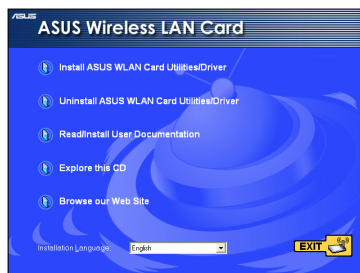 ASUS
ASUS Wireless LAN Card
Install ASUS WLAN Card Utilities/Driver
Uninstall ASUS WLAN Card Utilities/Driver
Read/Install User Documentation
Explore this CD
Browse our Web Site
Installation Language: English
EXIT